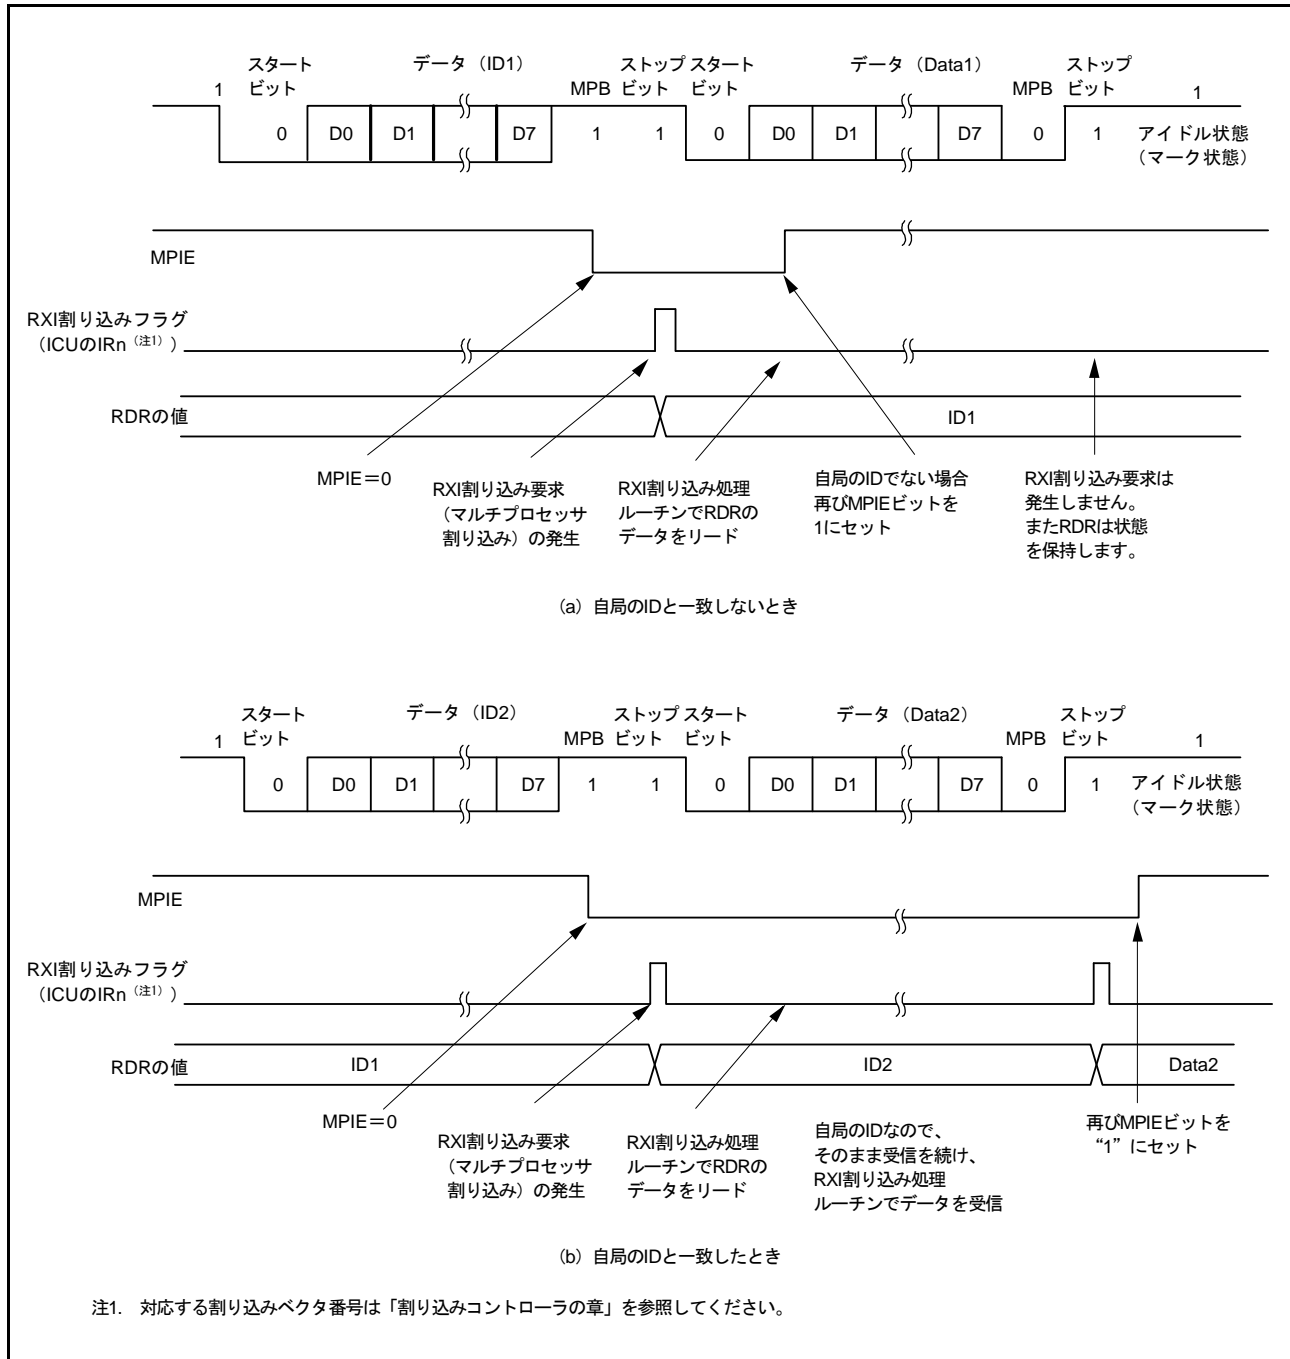 スタート データ（ID1） ストップ スタート データ（Data1） ストップ
1 ビット MPB ビット ビット MPB ビット 1
0 D0 D1 D7 1 1 0 D0 D1 D7 0 1 アイドル状態
（マーク状態）
MPIE
RXI割り込みフラグ
（ICUのIRn（注1））
RDRの値 ID1
MPIE＝0
RXI割り込み要求
（マルチプロセッサ
割り込み）の発生
RXI割り込み処理
ルーチンでRDRの
データをリード
自局のIDでない場合
再びMPIEビットを
1にセット
RXI割り込み要求は
発生しません。
またRDRは状態
を保持します。
（a）自局のIDと一致しないとき
スタート データ（ID2） ストップ スタート データ（Data2） ストップ
1 ビット MPB ビット ビット MPB ビット 1
0 D0 D1 D7 1 1 0 D0 D1 D7 0 1 アイドル状態
（マーク状態）
MPIE
RXI割り込みフラグ
（ICUのIRn（注1））
RDRの値 ID1 ID2 Data2
MPIE＝0
RXI割り込み要求
（マルチプロセッサ
割り込み）の発生
RXI割り込み処理
ルーチンでRDRの
データをリード
自局のIDなので、
そのまま受信を続け、
RXI割り込み処理
ルーチンでデータを受信
再びMPIEビットを
“1”にセット
（b）自局のIDと一致したとき
注1. 対応する割り込みベクタ番号は「割り込みコントローラの章」を参照してください。